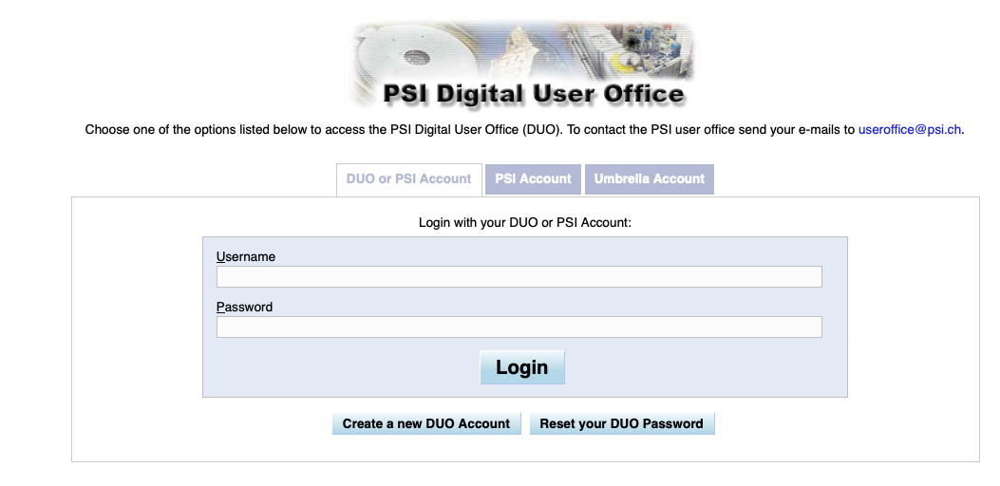 PSI Digital User Office
Choose one of the options listed below to access the PSI Digital User Office (DUO). To contact the PSI user office send your e-mails to useroffice@psi.ch.
DUO or PSI Account PSI Account Umbrella Account
Login with your DUO or PSI Account:
Username
Password
Login
Create a new DUO Account Reset your DUO Password